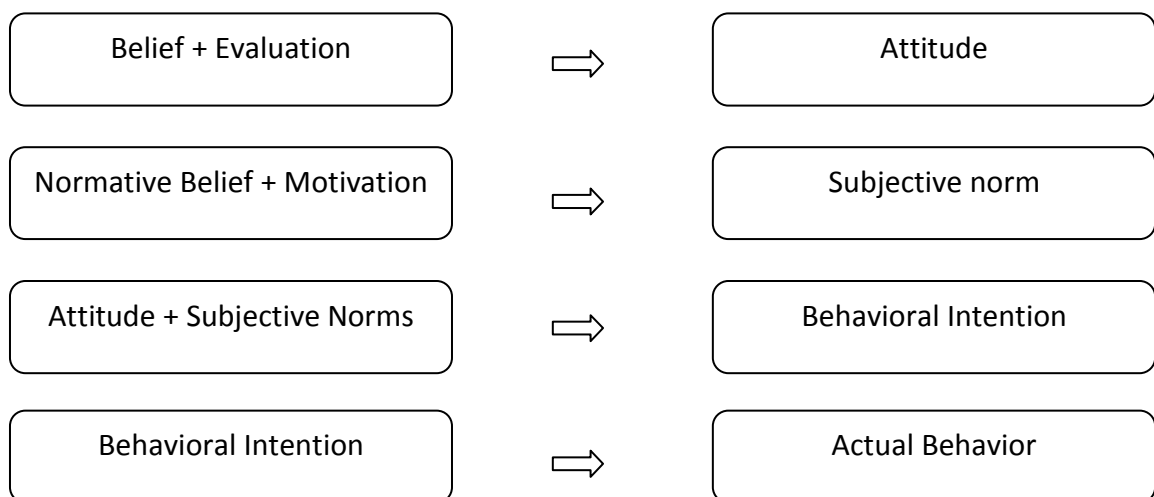 Belief + Evaluation
Attitude
Normative Belief + Motivation
Subjective norm
Attitude + Subjective Norms
Behavioral Intention
Behavioral Intention
Actual Behavior